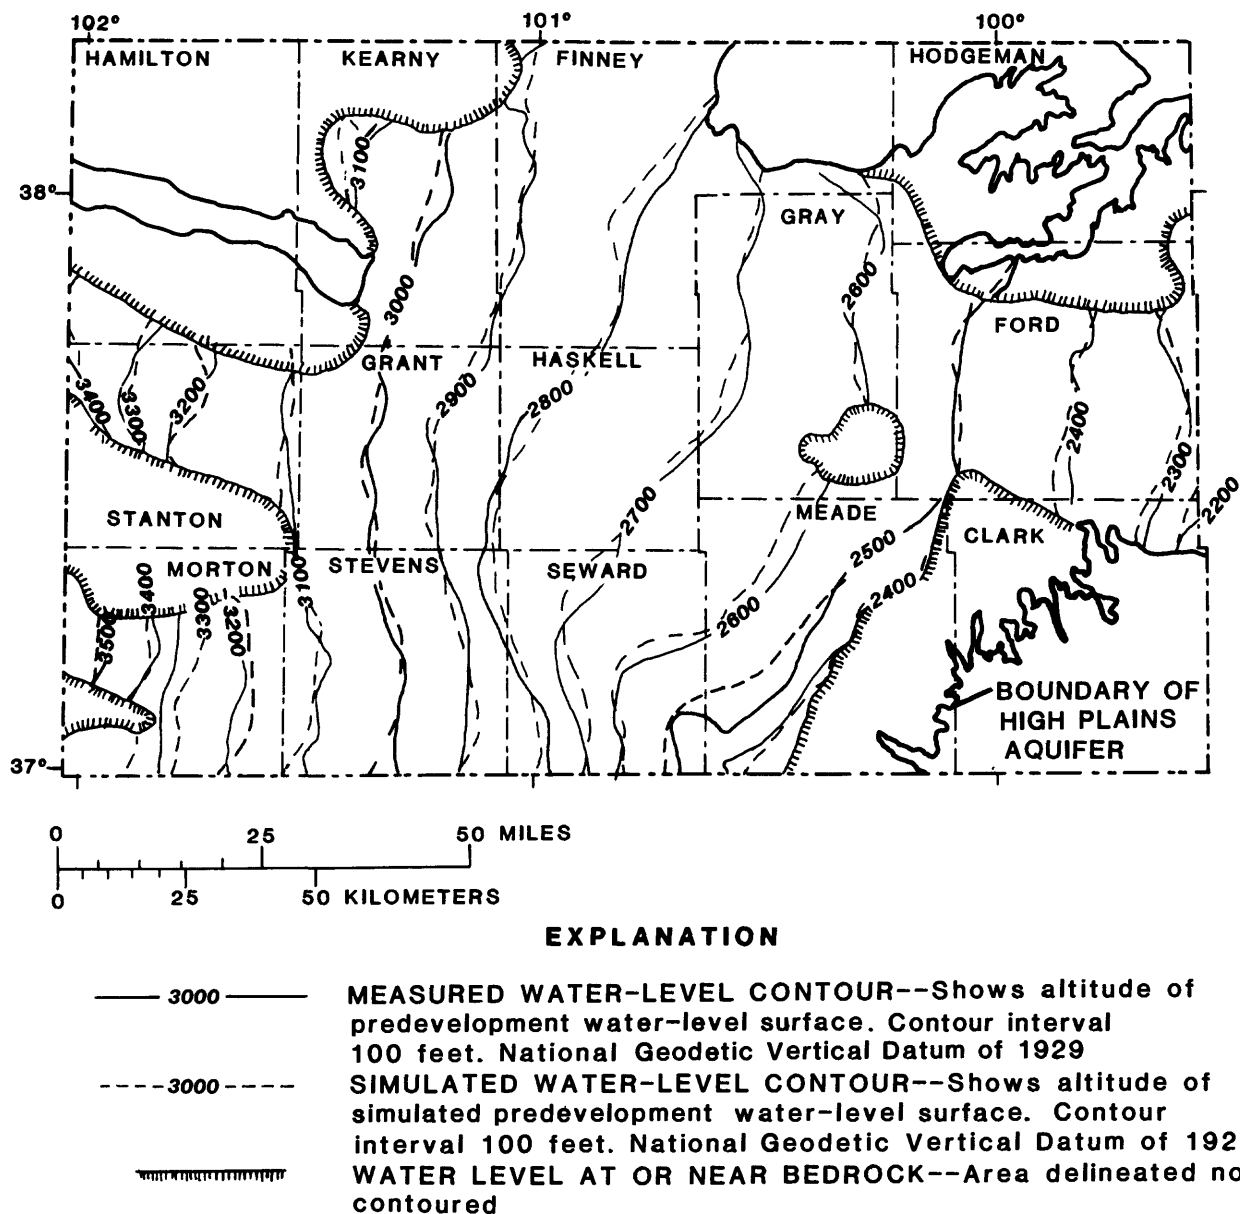 102° 101° 100°
HAMILTON KEARNY FINNEY HODGEMAN
3100
38°
GRAY
3000
2600
FORD
GRANT HASKELL
3400 3300 3200 2900 2800
2400
2300
2200
STANTON
2700
MEADE
CLARK
2500
MORTON STEVENS SEWARD
3100
2400
3500 3400 3300 3200
2600
BOUNDARY OF
HIGH PLAINS
AQUIFER
37°
0 25 50 MILES
0 25 50 KILOMETERS
EXPLANATION
3000 MEASURED WATER-LEVEL CONTOUR--Shows altitude of
predevelopment water-level surface. Contour interval
100 feet. National Geodetic Vertical Datum of 1929
3000 SIMULATED WATER-LEVEL CONTOUR--Shows altitude of
simulated predevelopment water-level surface. Contour
interval 100 feet. National Geodetic Vertical Datum of 192
WATER LEVEL AT OR NEAR BEDROCK--Area delineated no
contoured